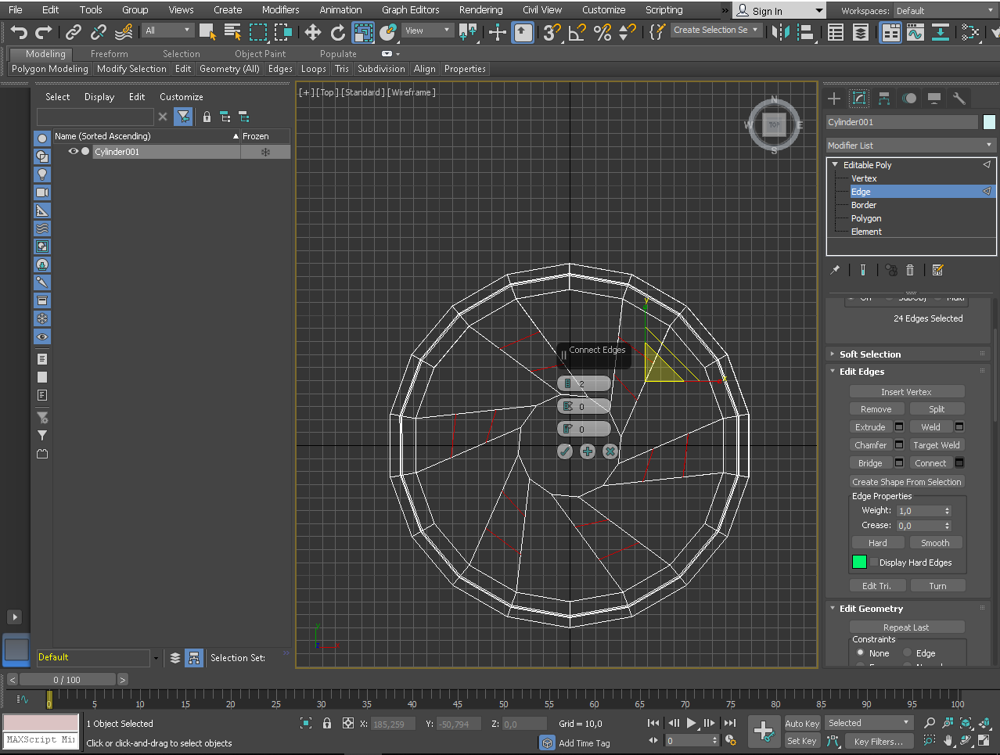 File Edit Tools Group Views Create Modifiers Animation Graph Editors Rendering Civil View Customize Scripting » Sign In Workspaces: Default
All View Create Selection Se
Modeling Freeform Selection Object Paint Populate
Polygon Modeling Modify Selection Edit Geometry (All) Edges Loops Tris Subdivision Align Properties
Select Display Edit Customize
Name (Sorted Ascending) Frozen
Cylinder001
[+] [Top] [Standard] [Wireframe]
N
W TOP E
S
y
x
Connect Edges
2
0
0
y
z
Cylinder001
Modifier List
Editable Poly
Vertex
Edge
Border
Polygon
Element
On SubObj Multi
24 Edges Selected
Soft Selection
Edit Edges
Insert Vertex
Remove Split
Extrude Weld
Chamfer Target Weld
Bridge Connect
Create Shape From Selection
Edge Properties
Weight: 1,0
Crease: 0,0
Hard Smooth
Display Hard Edges
Edit Tri. Turn
Edit Geometry
Repeat Last
Constraints
None Edge
Default Selection Set: »
< 0 / 100 >
0 5 10 15 20 25 30 35 40 45 50 55 60 65 70 75 80 85 90 95 100
1 Object Selected X: 185,259 Y: -50,794 Z: 0,0 Grid = 10,0 Auto Key Selected
MAXScript Mi Click or click-and-drag to select objects Add Time Tag 0 Set Key Key Filters...